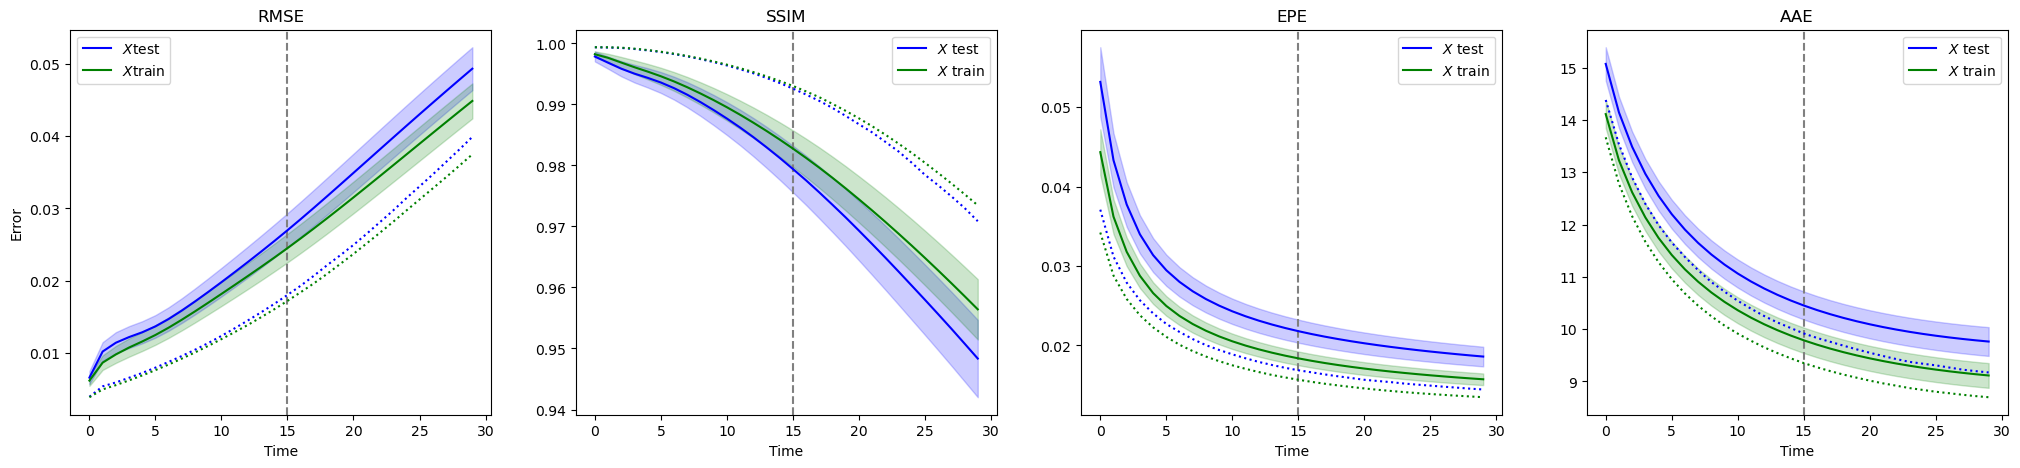 RMSE
Xtest
Xtrain
0.05
0.04
0.03
0.02
0.01
Error
0 5 10 15 20 25 30
Time
SSIM
X test
X train
1.00
0.99
0.98
0.97
0.96
0.95
0.94
0 5 10 15 20 25 30
Time
EPE
X test
X train
0.05
0.04
0.03
0.02
0 5 10 15 20 25 30
Time
AAE
X test
X train
15
14
13
12
11
10
9
0 5 10 15 20 25 30
Time